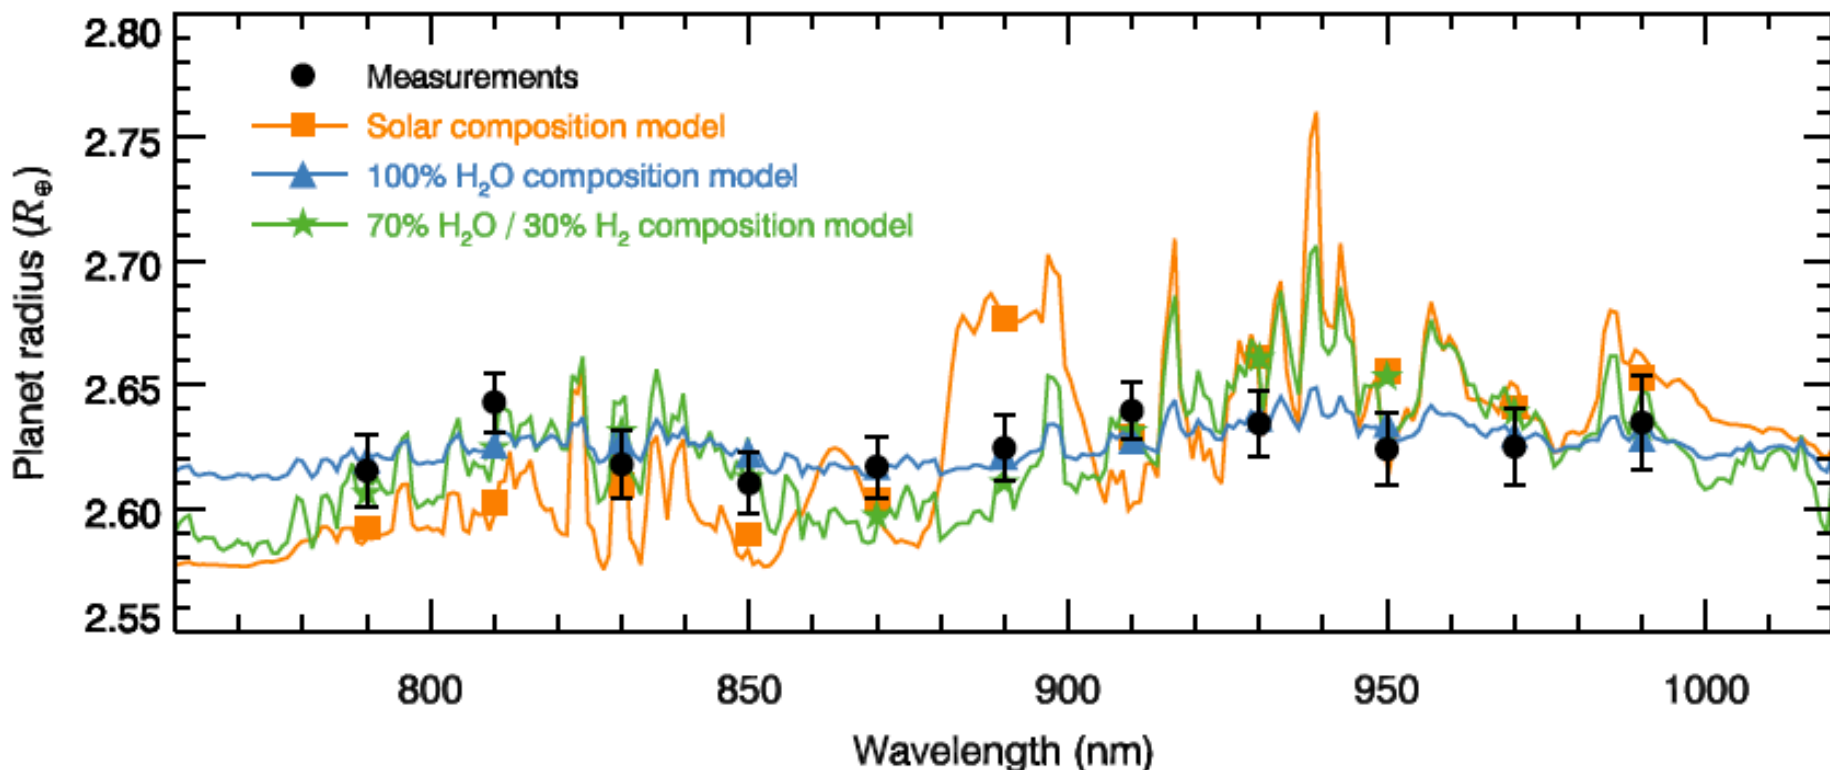 2.80
2.75
2.70
2.65
2.60
2.55
Planet radius (R⊕)
Measurements
Solar composition model
100% H₂O composition model
70% H₂O / 30% H₂ composition model
800 850 900 950 1000
Wavelength (nm)